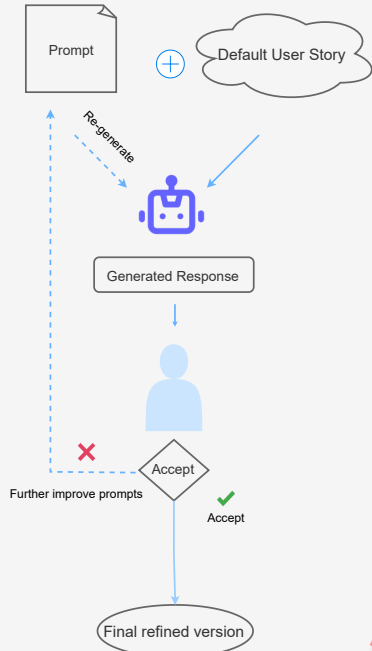 Prompt
Default User Story
Re-generate
Generated Response
Accept
Further improve prompts
Accept
Final refined version